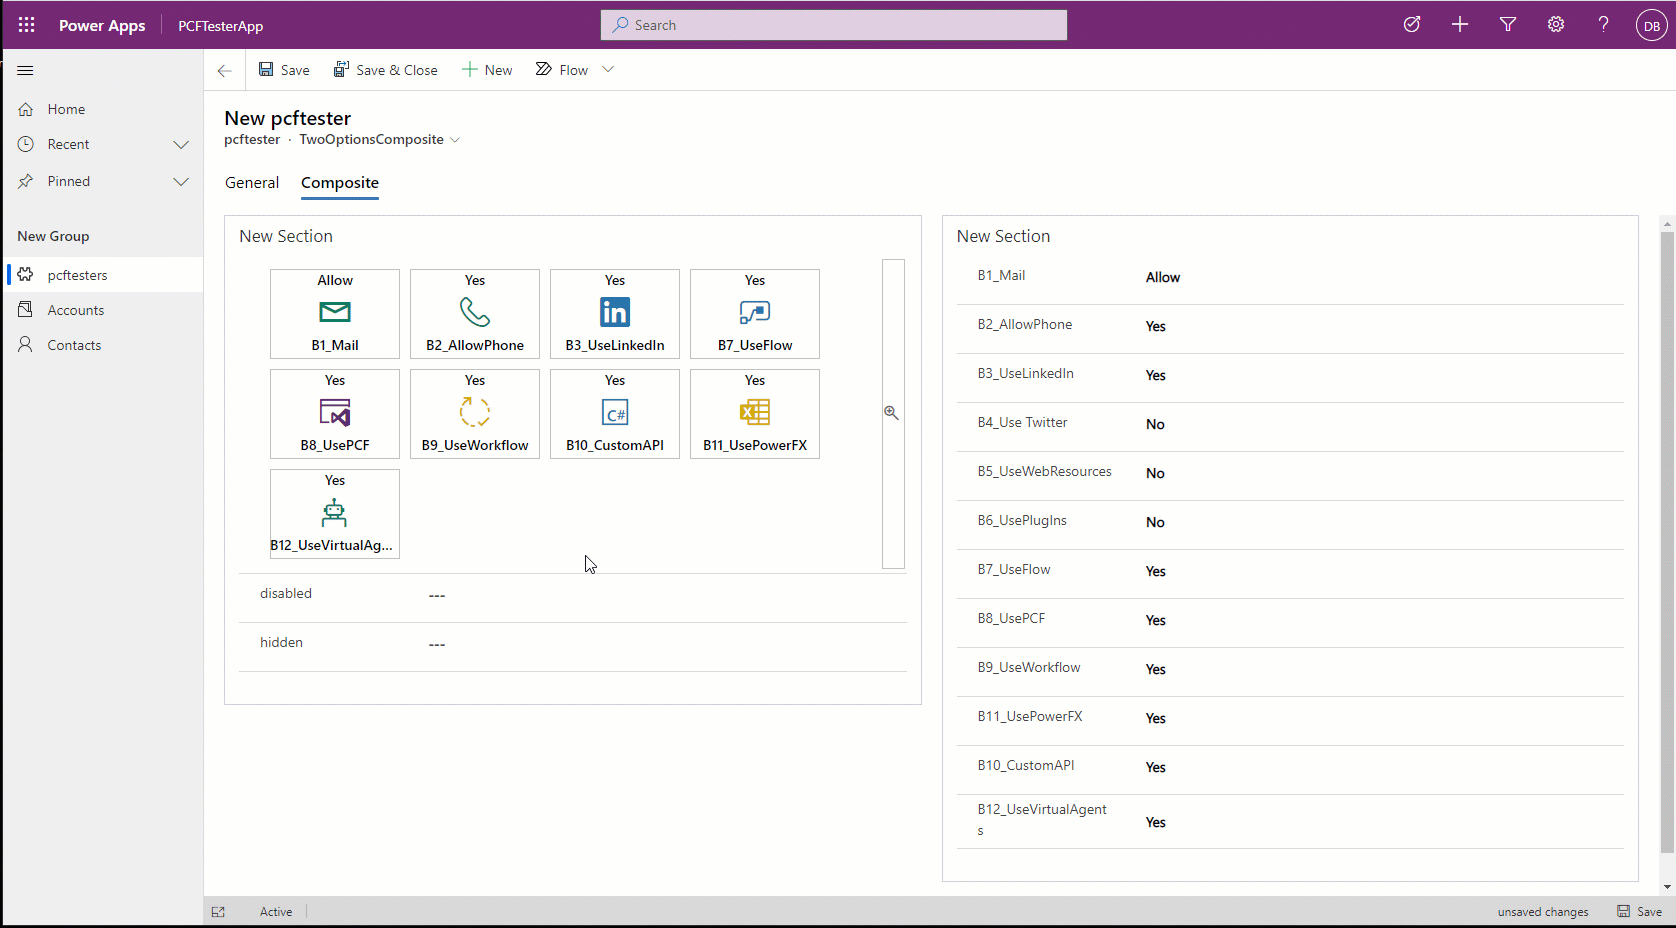 Power Apps PCFTesterApp Search DB
Save Save & Close New Flow
Home
Recent
Pinned
New Group
pcftesters
Accounts
Contacts
New pcftester
pcftester · TwoOptionsComposite
General Composite
New Section
Allow Yes Yes Yes
in
B1_Mail B2_AllowPhone B3_UseLinkedIn B7_UseFlow
Yes Yes Yes Yes
C# X
B8_UsePCF B9_UseWorkflow B10_CustomAPI B11_UsePowerFX
Yes
B12_UseVirtualAg...
disabled ---
hidden ---
New Section
B1_Mail Allow
B2_AllowPhone Yes
B3_UseLinkedIn Yes
B4_Use Twitter No
B5_UseWebResources No
B6_UsePlugIns No
B7_UseFlow Yes
B8_UsePCF Yes
B9_UseWorkflow Yes
B11_UsePowerFX Yes
B10_CustomAPI Yes
B12_UseVirtualAgent
s Yes
Active unsaved changes Save